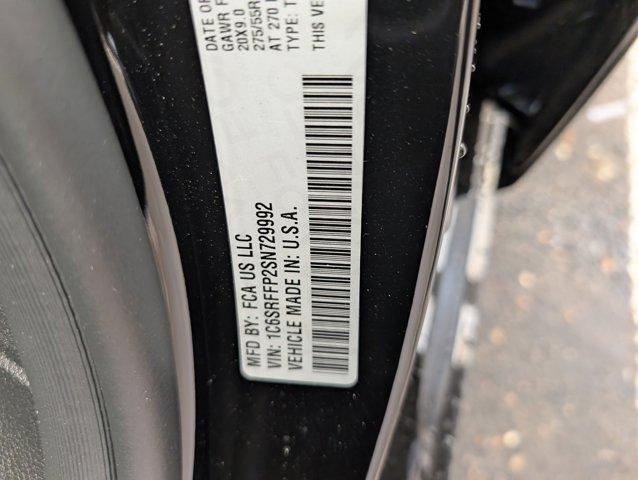 MFD BY: FCA US LLC
VIN: 1C6SRFFP2SN729992
VEHICLE MADE IN: U.S.A.
DATE OF
GAWR F
20X9.0
275/55R
AT 270
TYPE: T
THIS VE